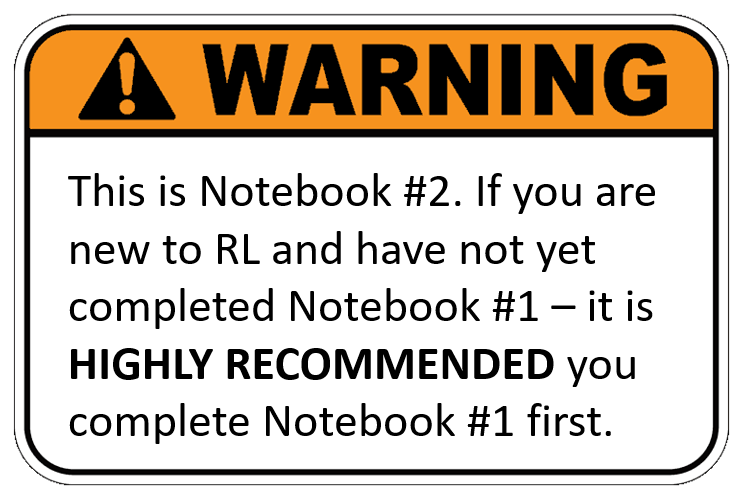 WARNING
This is Notebook #2. If you are
new to RL and have not yet
completed Notebook #1 – it is
HIGHLY RECOMMENDED you
complete Notebook #1 first.